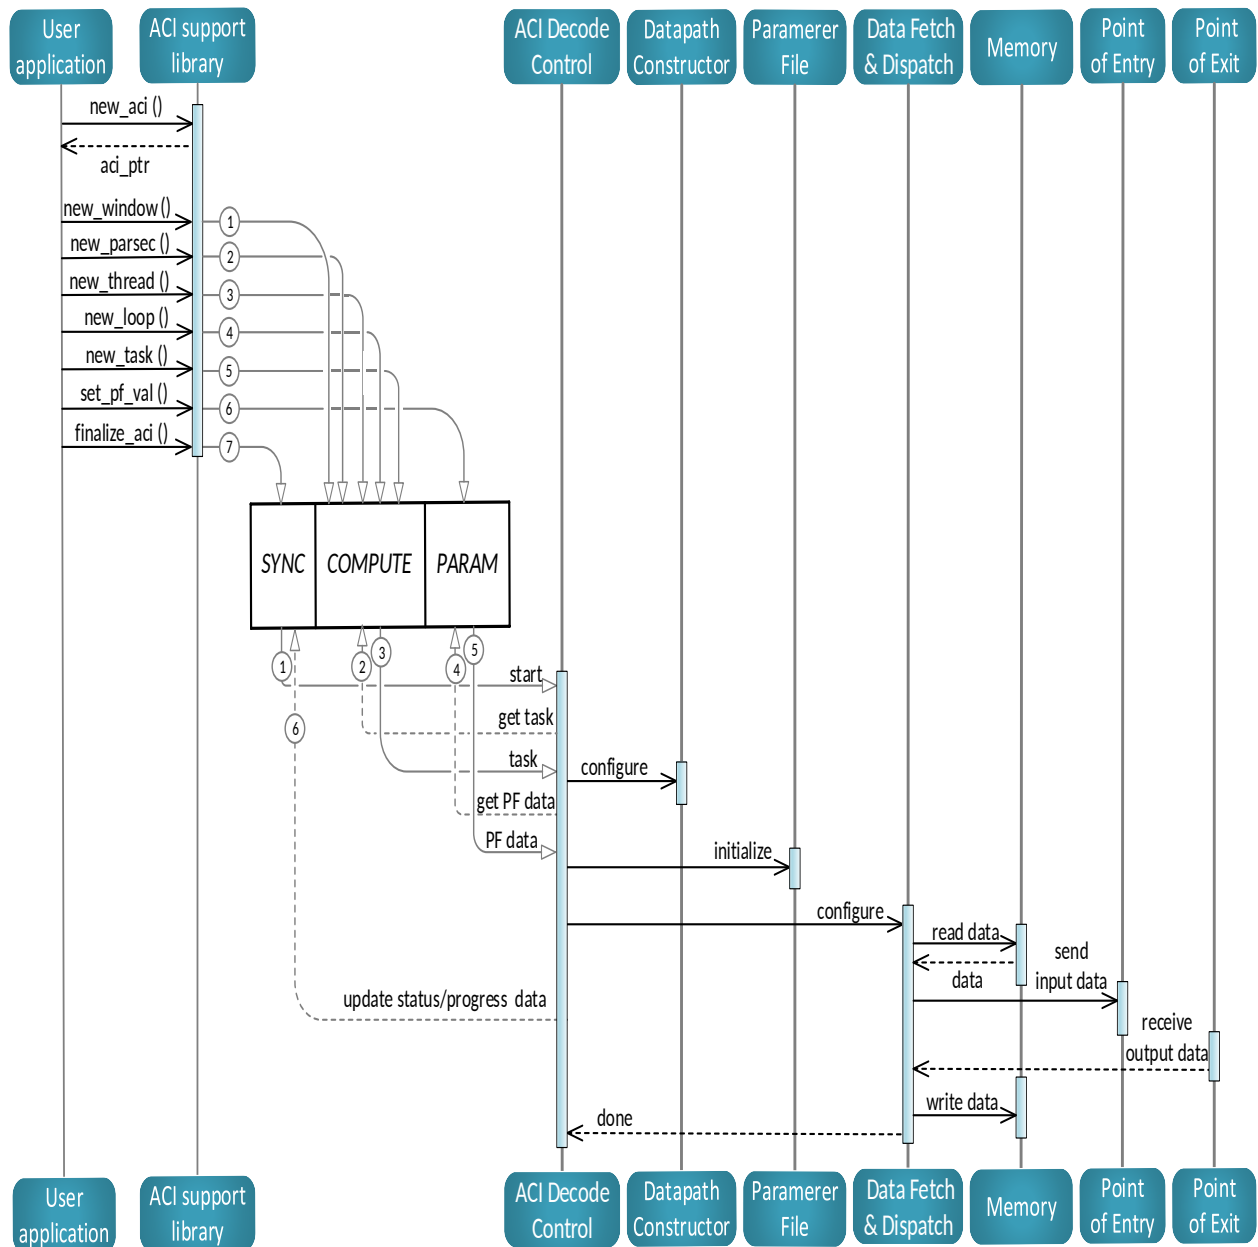 User
application
ACI support
library
ACI Decode
Control
Datapath
Constructor
Paramerer
File
Data Fetch
& Dispatch
Memory
Point
of Entry
Point
of Exit
new_aci ()
aci_ptr
new_window ()
1
new_parsec ()
2
new_thread ()
3
new_loop ()
4
new_task ()
5
set_pf_val ()
6
finalize_aci ()
7
SYNC
COMPUTE
PARAM
1
2
3
4
5
6
start
get task
task
configure
get PF data
PF data
initialize
configure
read data
data
send
input data
update status/progress data
receive
output data
write data
done
User
application
ACI support
library
ACI Decode
Control
Datapath
Constructor
Paramerer
File
Data Fetch
& Dispatch
Memory
Point
of Entry
Point
of Exit